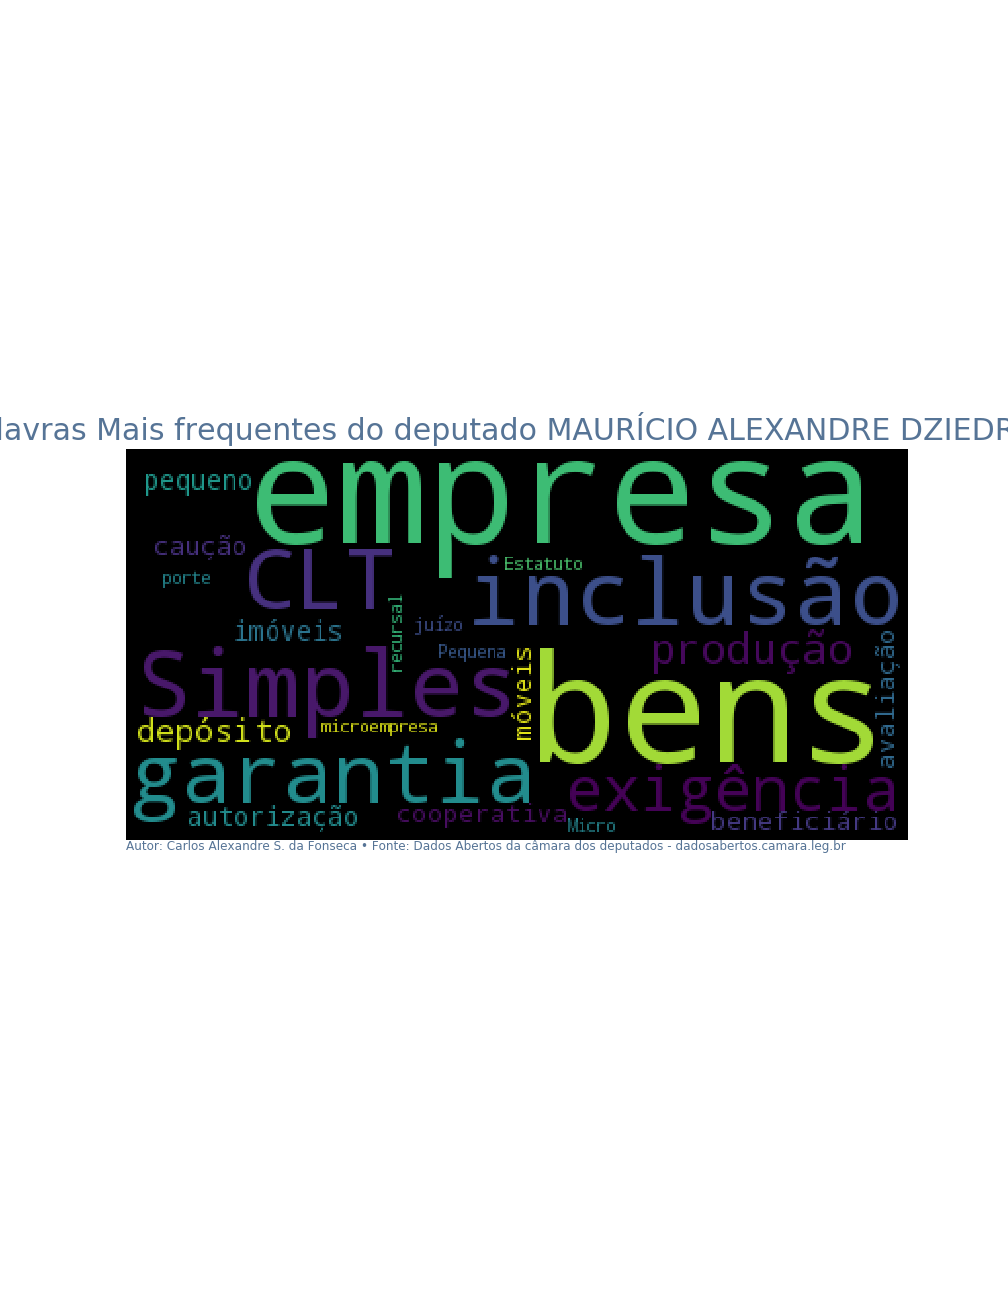 lavras Mais frequentes do deputado MAURÍCIO ALEXANDRE DZIEDR
pequeno
empresa
caução
CLT
Estatuto
porte
inclusão
recursal
juízo
imóveis
Pequena
produção
Simples
móveis
bens
avaliação
depósito
microempresa
garantia
exigência
autorização
cooperativa
Micro
beneficiário
Autor: Carlos Alexandre S. da Fonseca • Fonte: Dados Abertos da câmara dos deputados - dadosabertos.camara.leg.br